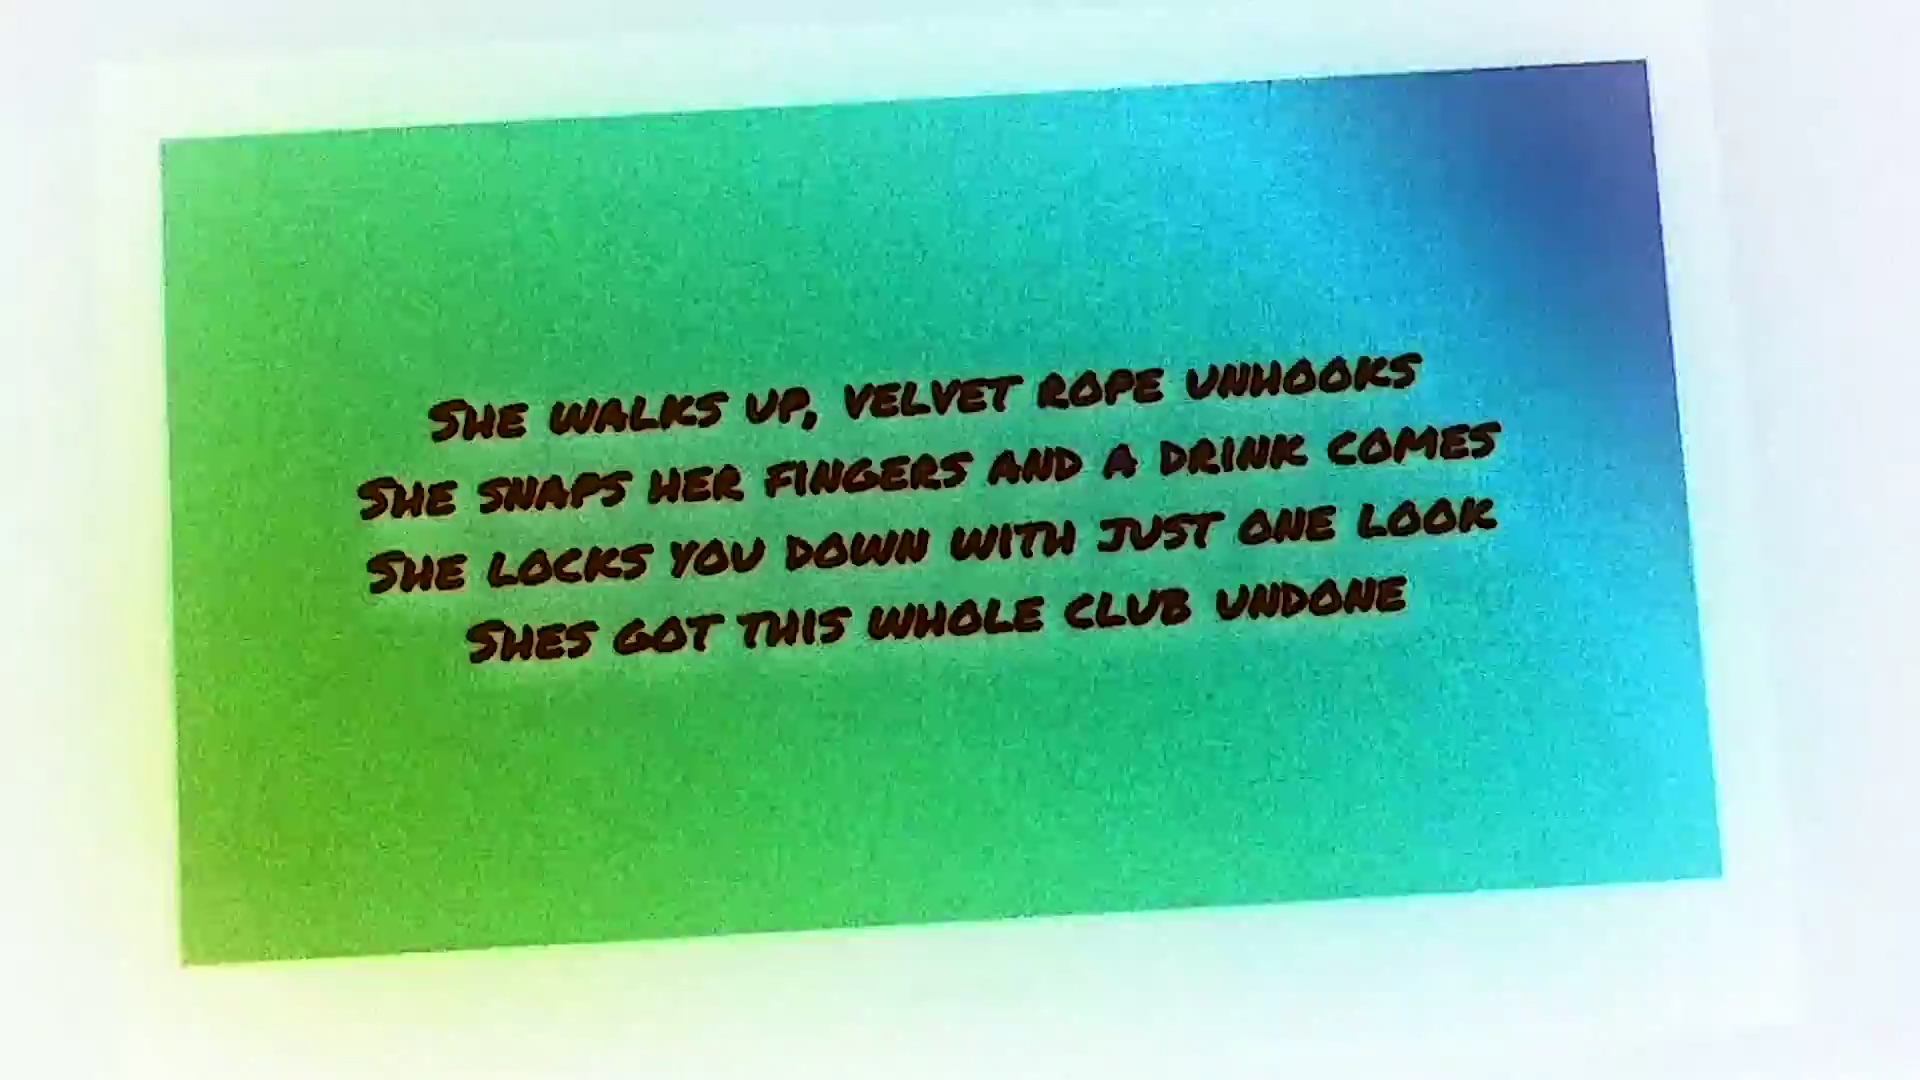 She walks up, velvet rope unhooks
She snaps her fingers and a drink comes
She locks you down with just one look
Shes got this whole club undone